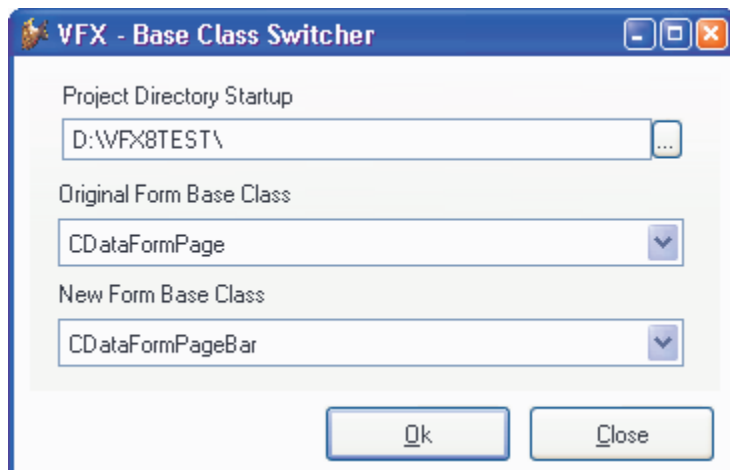 VFX - Base Class Switcher
Project Directory Startup
D:\VFX8TEST\
...
Original Form Base Class
CDataFormPage
New Form Base Class
CDataFormPageBar
Ok
Close